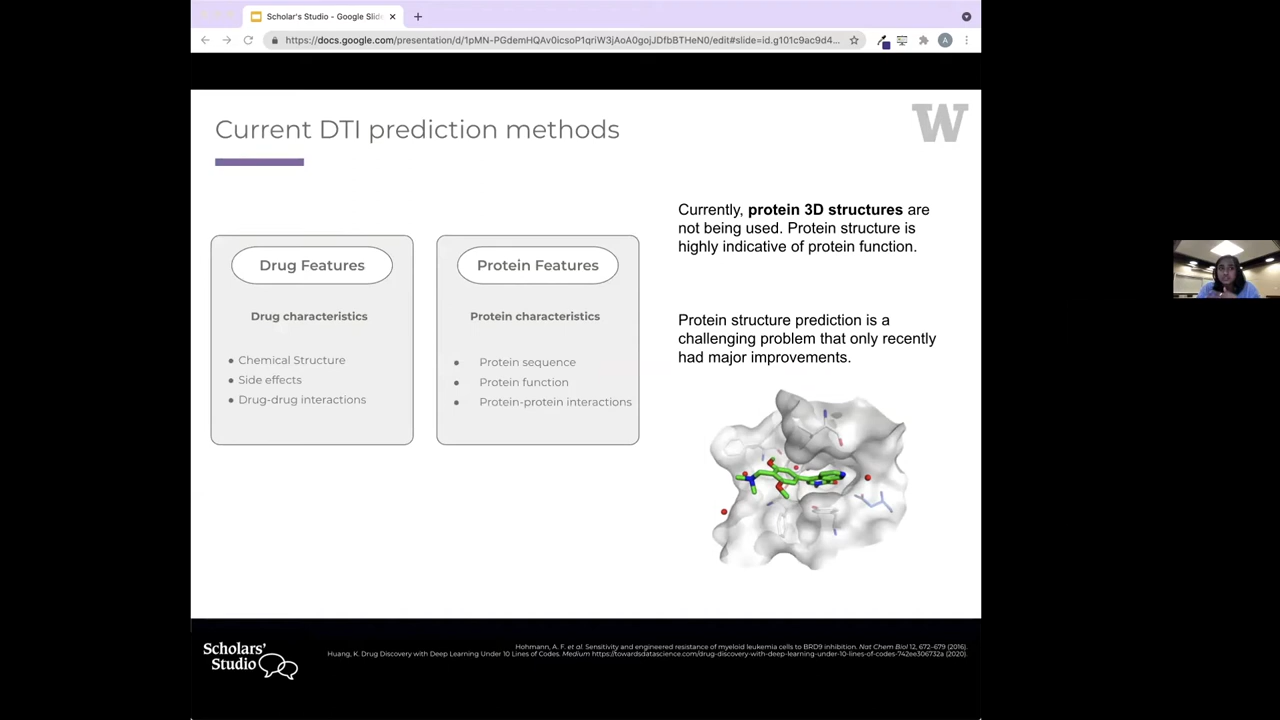 Scholar's Studio - Google Slid
https://docs.google.com/presentation/d/1pMN-PGdemHQAv0icsoP1qriW3jAoA0gojJDfbBTHeN0/edit#slide=id.g101c9ac9d4...
A
Current DTI prediction methods
W
Drug Features
Drug characteristics
● Chemical Structure
● Side effects
● Drug-drug interactions
Protein Features
Protein characteristics
● Protein sequence
● Protein function
● Protein-protein interactions
Currently, protein 3D structures are
not being used. Protein structure is
highly indicative of protein function.
Protein structure prediction is a
challenging problem that only recently
had major improvements.
Scholars'
Studio
Hohmann, A. F. et al. Sensitivity and engineered resistance of myeloid leukemia cells to BRD9 inhibition. Nat Chem Biol 12, 672–679 (2016).
Huang, K. Drug Discovery with Deep Learning Under 10 Lines of Codes. Medium https://towardsdatascience.com/drug-discovery-with-deep-learning-under-10-lines-of-codes-742ee306732a (2020).